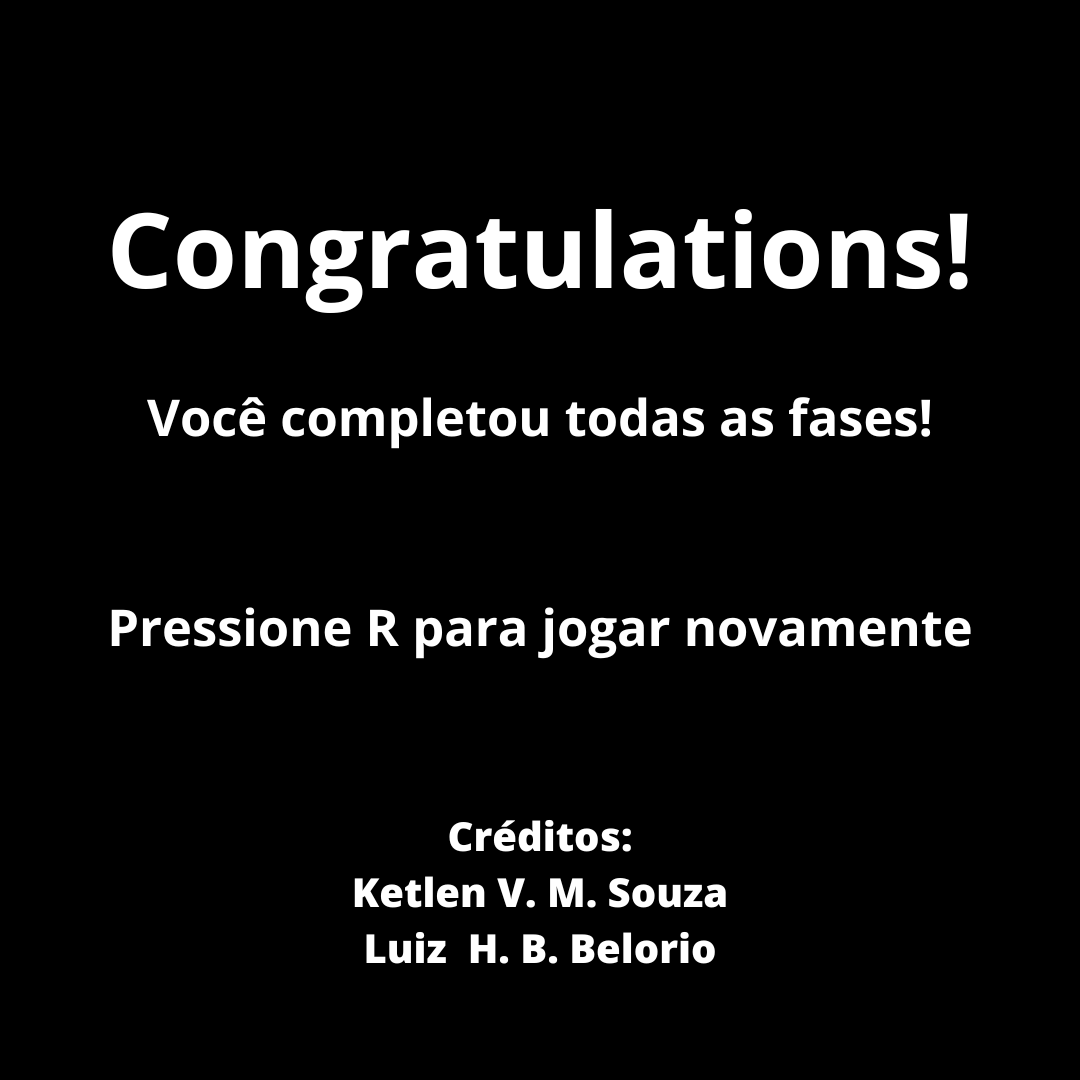 Congratulations!
Você completou todas as fases!
Pressione R para jogar novamente
Créditos:
Ketlen V. M. Souza
Luiz  H. B. Belorio